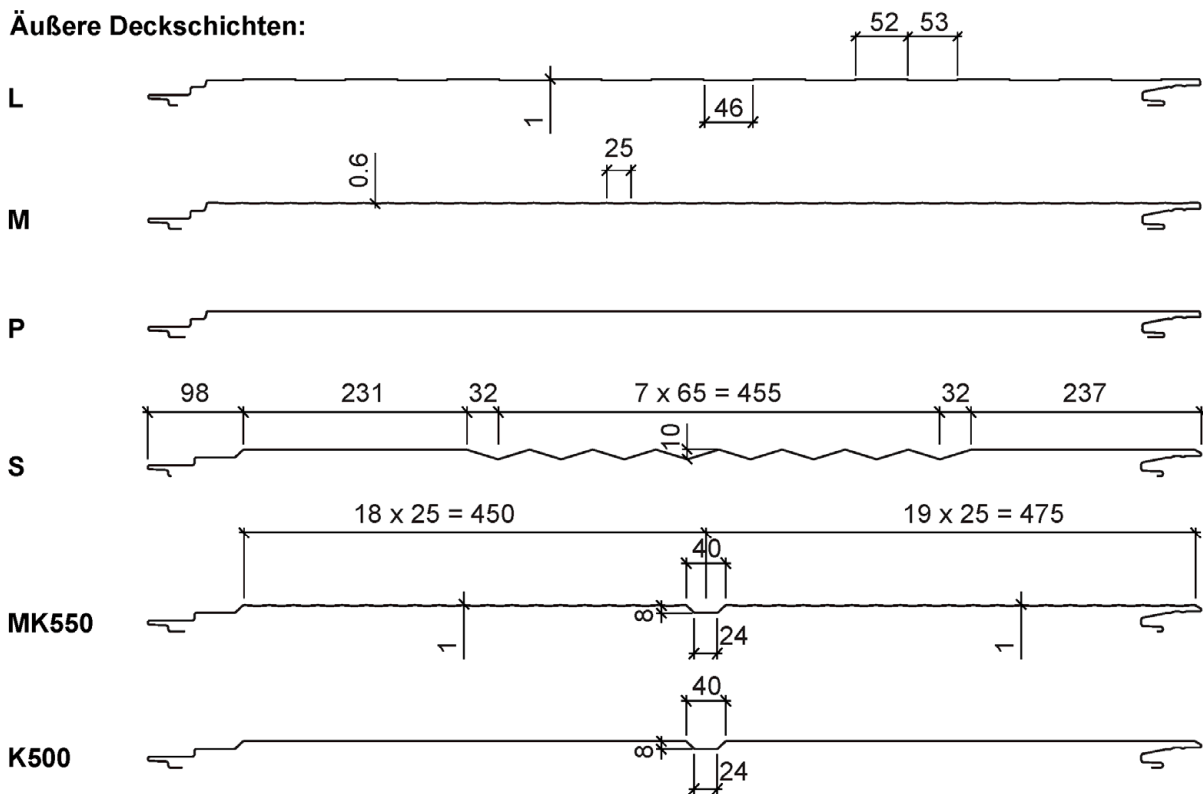 Äußere Deckschichten:
52 53
L
1
46
25
0.6
M
P
98 231 32 7 x 65 = 455 32 237
10
S
18 x 25 = 450 19 x 25 = 475
40
MK550
8
1
24
1
40
K500
8
24